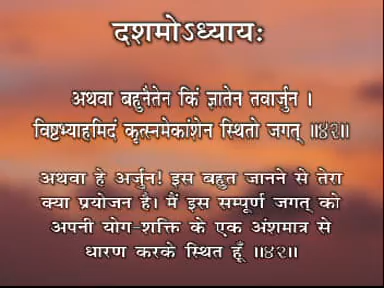 दशमोऽध्यायः
अथवा बहुनैतेन किं ज्ञातेन तवार्जुन ।
विष्टभ्याहमिदं कृत्स्नमेकांशेन स्थितो जगत् ॥४२॥
अथवा हे अर्जुन! इस बहुत जानने से तेरा
क्या प्रयोजन है। मैं इस सम्पूर्ण जगत् को
अपनी योग-शक्ति के एक अंशमात्र से
धारण करके स्थित हूँ ॥४२॥